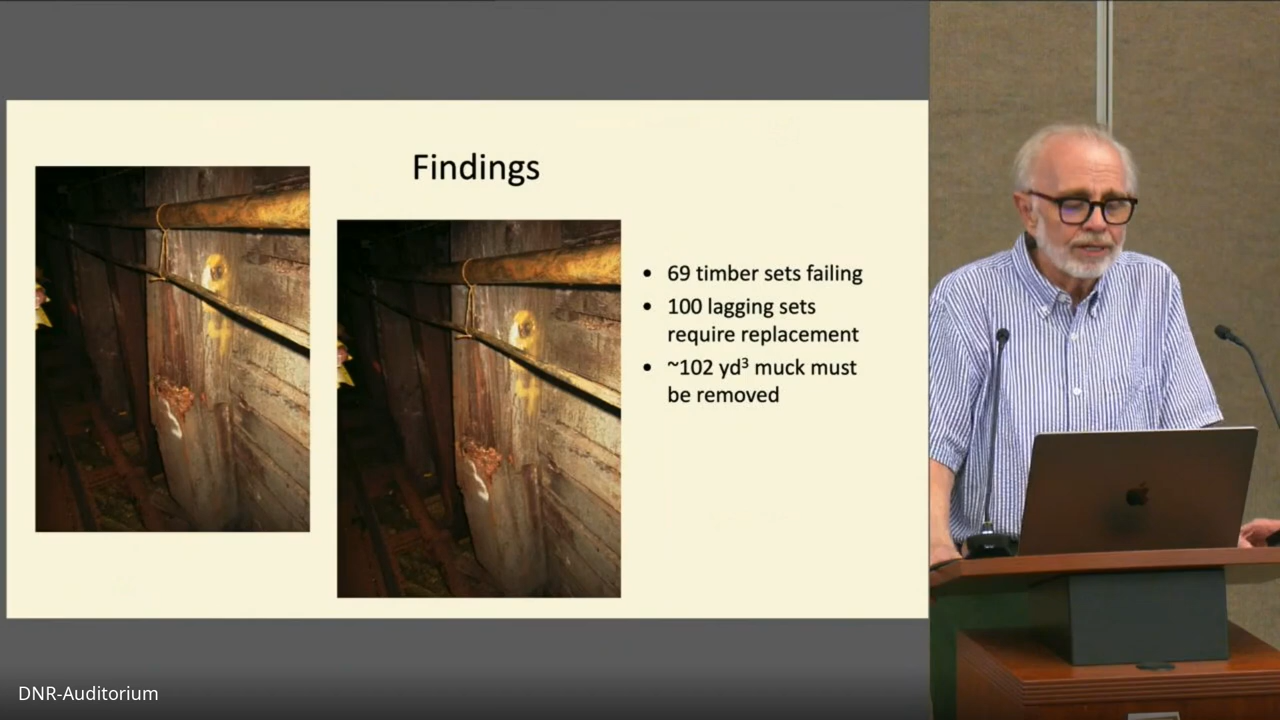 Findings
• 69 timber sets failing
• 100 lagging sets
require replacement
• ~102 yd³ muck must
be removed
DNR-Auditorium